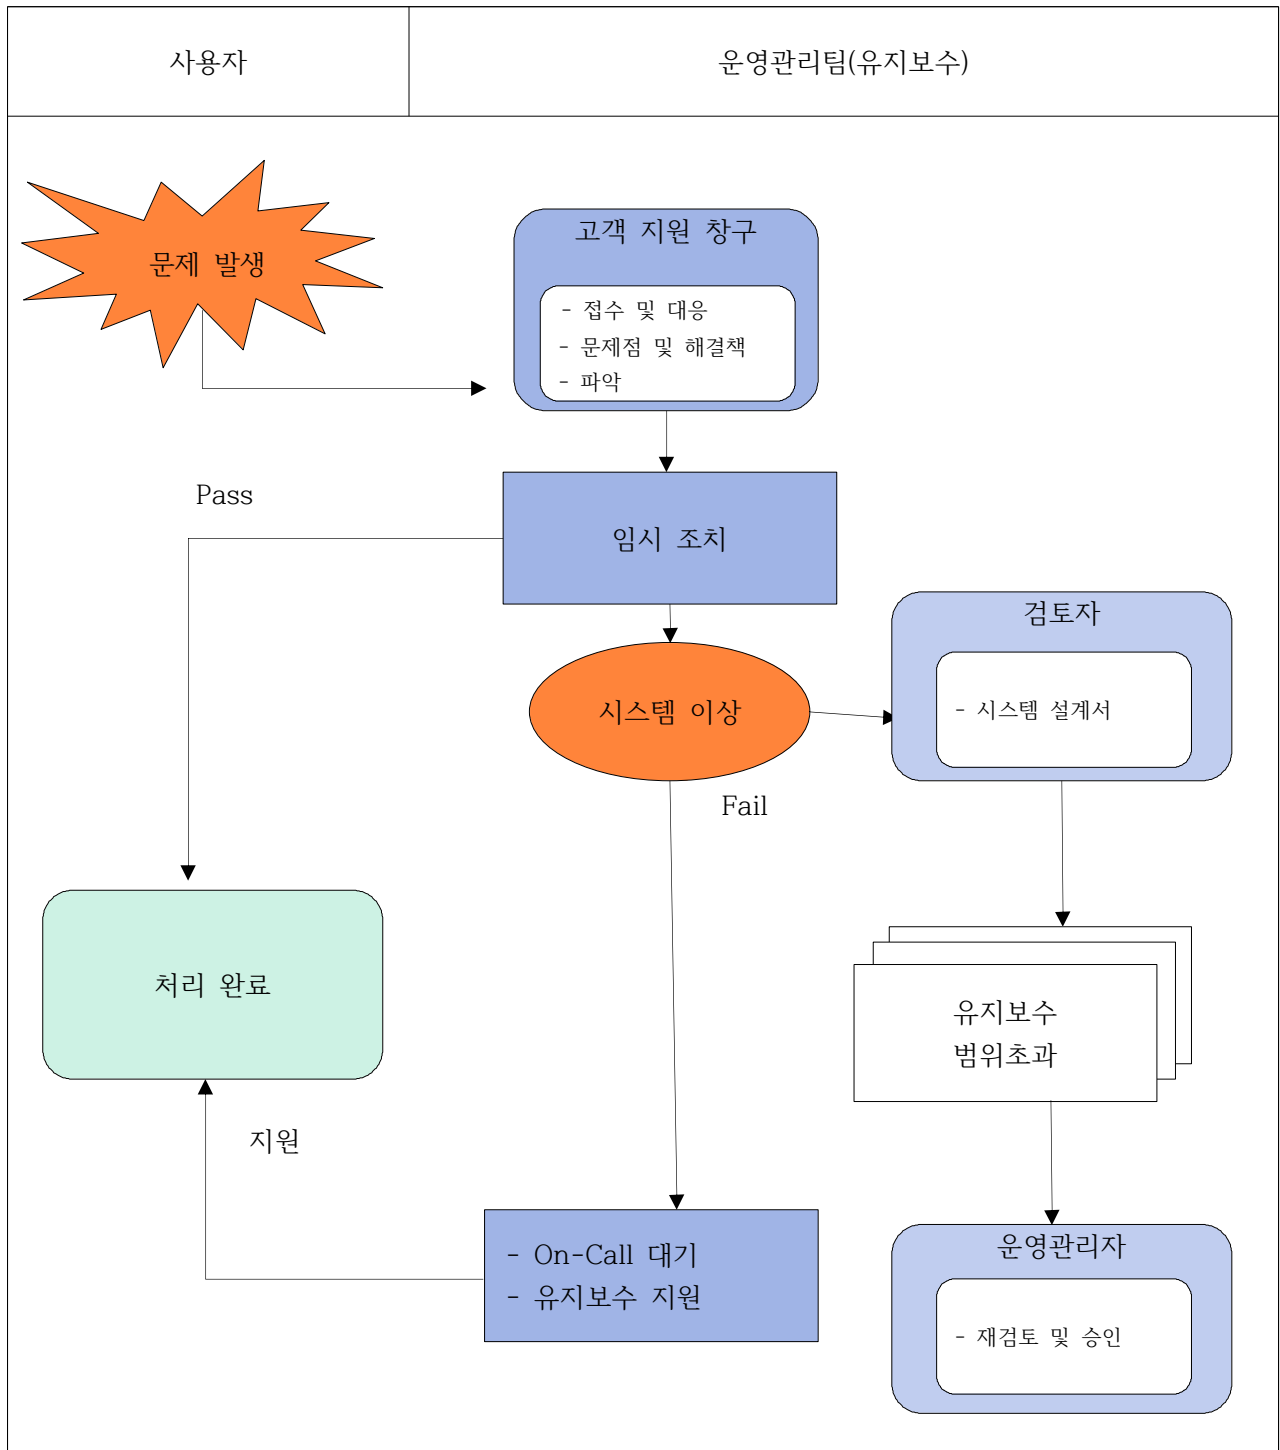 사용자
운영관리팀(유지보수)
문제 발생
고객 지원 창구
- 접수 및 대응
- 문제점 및 해결책
- 파악
Pass
임시 조치
검토자
- 시스템 설계서
시스템 이상
Fail
처리 완료
유지보수
범위초과
지원
- On-Call 대기
- 유지보수 지원
운영관리자
- 재검토 및 승인